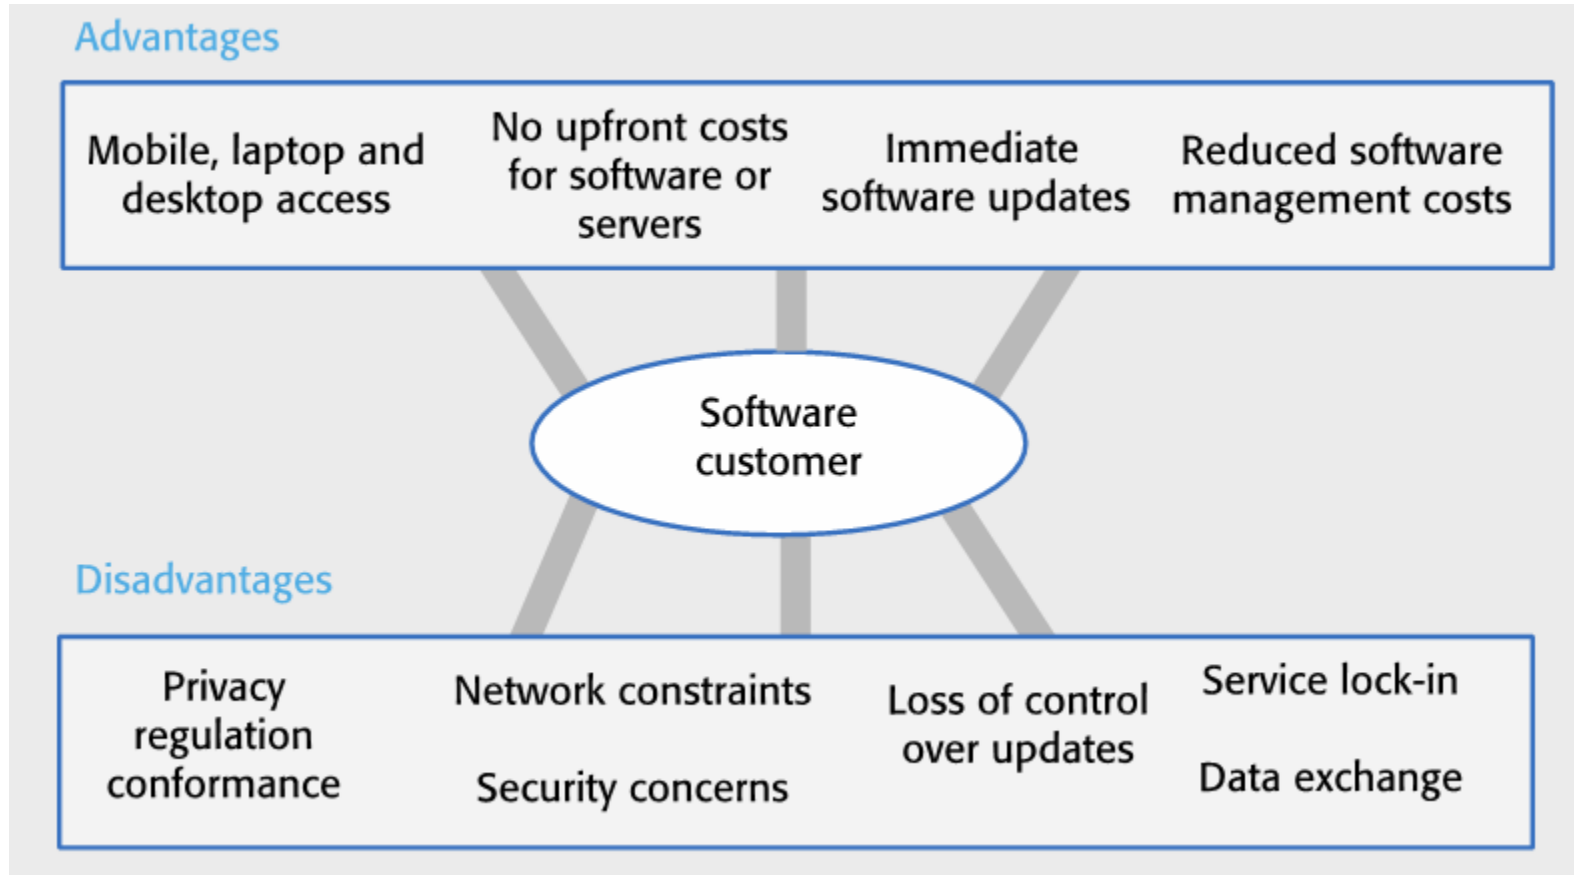 Advantages
Mobile, laptop and
desktop access
No upfront costs
for software or
servers
Immediate
software updates
Reduced software
management costs
Software
customer
Disadvantages
Privacy
regulation
conformance
Network constraints
Security concerns
Loss of control
over updates
Service lock-in
Data exchange